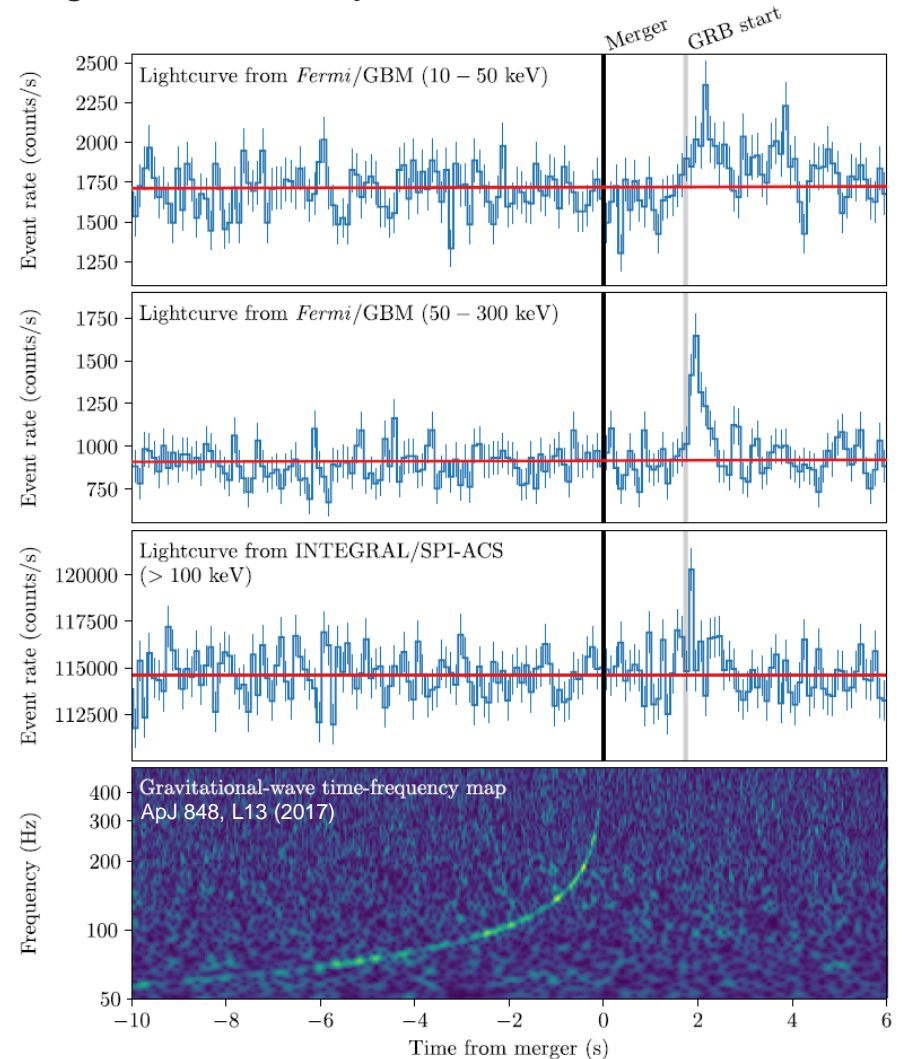 Merger
GRB start
Event rate (counts/s)
2500
2250
2000
1750
1500
1250
Lightcurve from Fermi/GBM (10 − 50 keV)
Event rate (counts/s)
1750
1500
1250
1000
750
Lightcurve from Fermi/GBM (50 − 300 keV)
Event rate (counts/s)
120000
117500
115000
112500
Lightcurve from INTEGRAL/SPI-ACS
(> 100 keV)
Frequency (Hz)
400
300
200
100
50
Gravitational-wave time-frequency map
ApJ 848, L13 (2017)
−10 −8 −6 −4 −2 0 2 4 6
Time from merger (s)